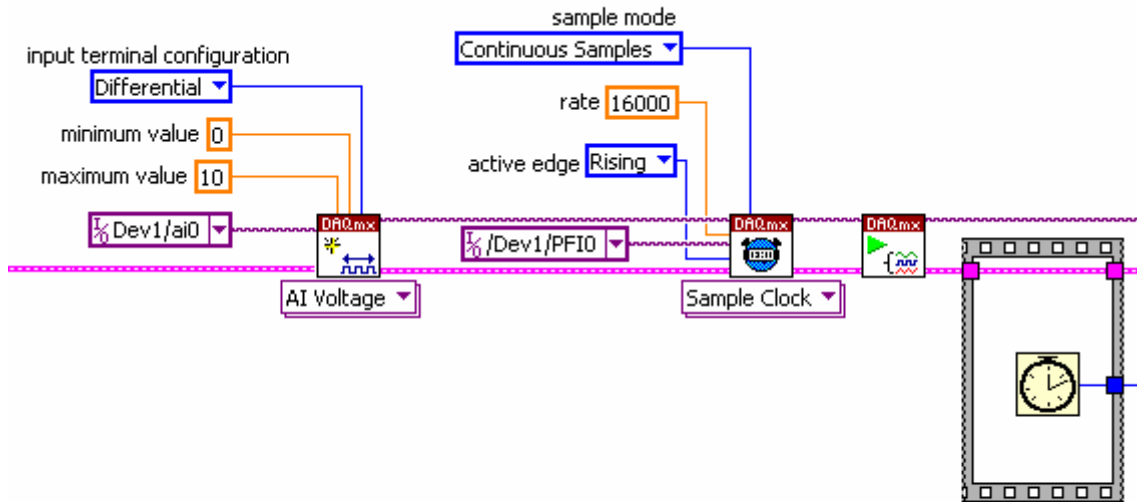 sample mode
Continuous Samples
input terminal configuration
Differential
rate 16000
minimum value 0
active edge Rising
maximum value 10
DAQmx
DAQmx
DAQmx
I/O Dev1/ai0
I/O /Dev1/PFI0
AI Voltage
Sample Clock